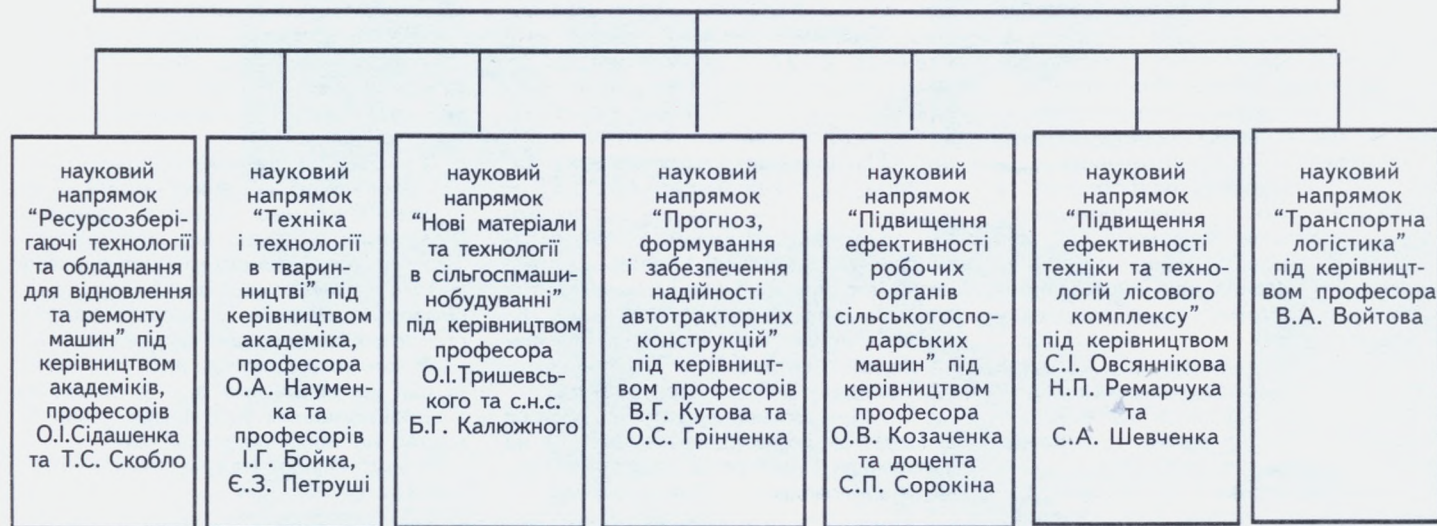 науковий
напрямок
“Ресурсозбері-
гаючі технології
та обладнання
для відновлення
та ремонту
машин” під
керівництвом
академіків,
професорів
О.І.Сідашенка
та Т.С. Скобло
науковий
напрямок
“Техніка
і технології
в тварин-
ництві” під
керівництвом
академіка,
професора
О.А. Наумен-
ка та
професорів
І.Г. Бойка,
Є.З. Петруші
науковий
напрямок
“Нові матеріали
та технології
в сільгоспмаши-
нобудуванні”
під керівництвом
професора
О.І.Тришевсь-
кого та с.н.с.
Б.Г. Калюжного
науковий
напрямок
“Прогноз,
формування
і забезпечення
надійності
автотракторних
конструкцій”
під керівницт-
вом професорів
В.Г. Кутова та
О.С. Грінченка
науковий
напрямок
“Підвищення
ефективності
робочих
органів
сільськогоспо-
дарських
машин” під
керівництвом
професора
О.В. Козаченка
та доцента
С.П. Сорокіна
науковий
напрямок
“Підвищення
ефективності
техніки та техно-
логій лісового
комплексу”
під керівництвом
С.І. Овсяннікова
Н.П. Ремарчука
та
С.А. Шевченка
науковий
напрямок
“Транспортна
логістика”
під керівницт-
вом професора
В.А. Войтова